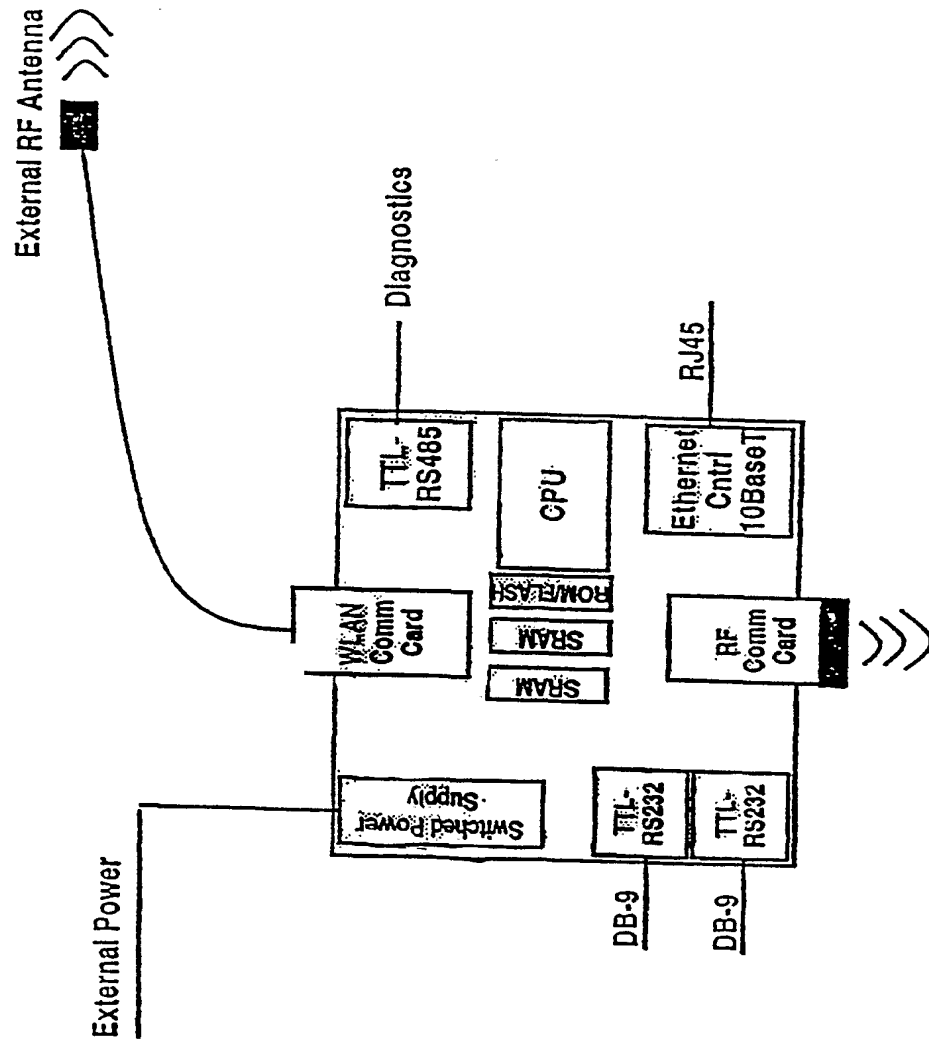 External RF Antenna
External Power
Diagnostics
WLAN
Comm
Card
TTL-
RS485
Switched Power
Supply
SRAM
SRAM
ROM/FLASH
CPU
TTL-
RS232
TTL-
RS232
RF
Comm
Card
Ethernet
Cntrl
10BaseT
DB-9
DB-9
RJ45